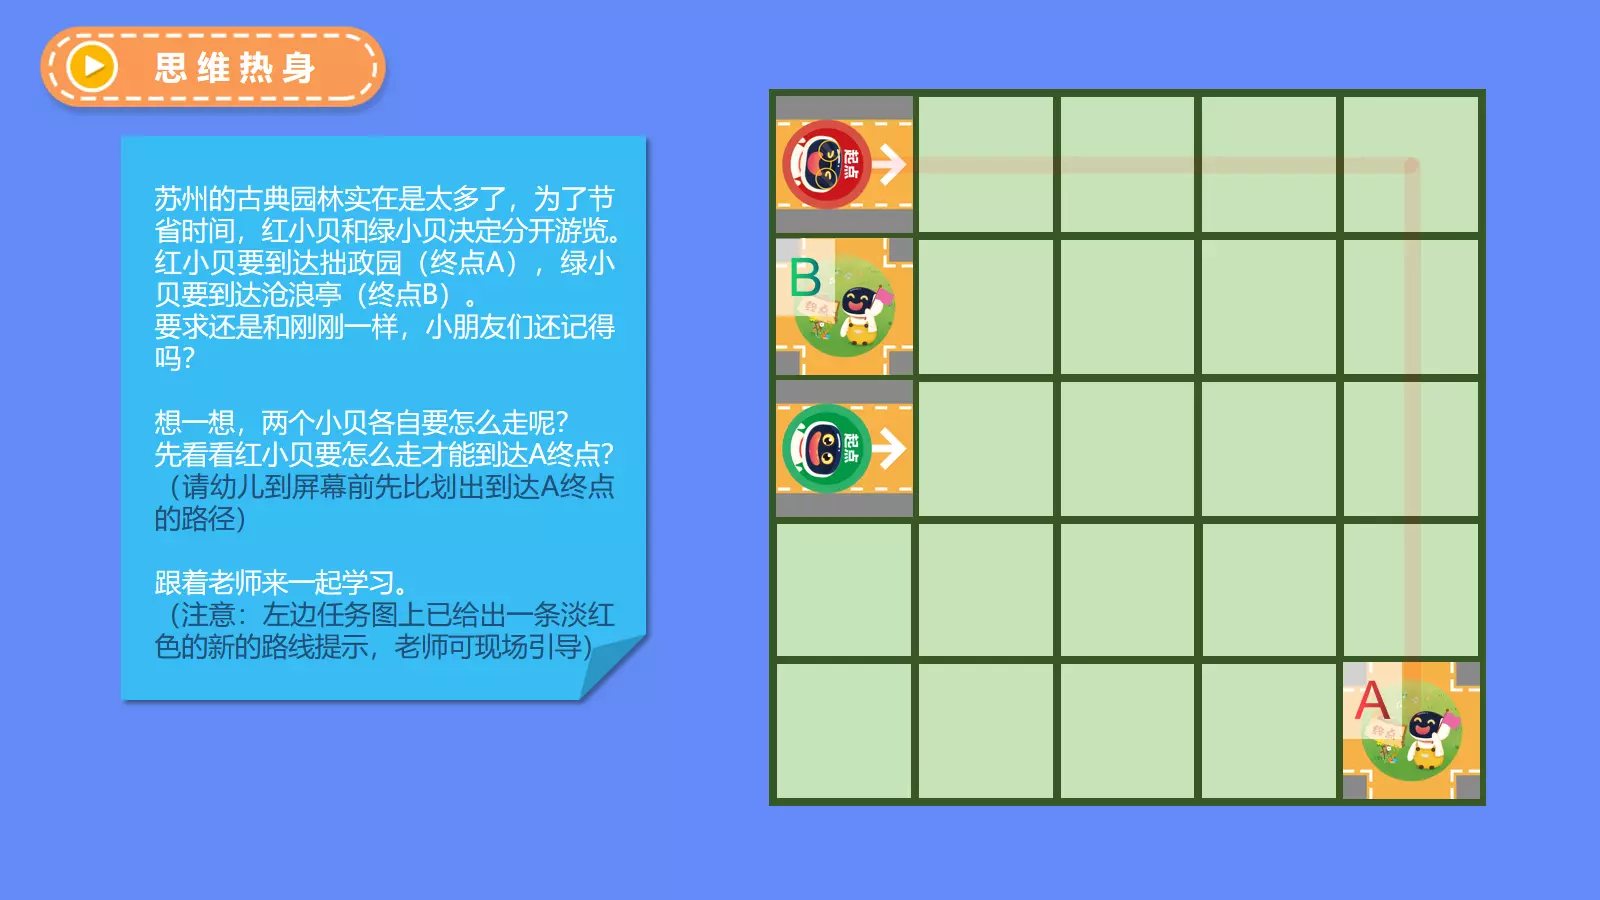 思维热身
苏州的古典园林实在是太多了，为了节
省时间，红小贝和绿小贝决定分开游览。
红小贝要到达拙政园（终点A），绿小
贝要到达沧浪亭（终点B）。
要求还是和刚刚一样，小朋友们还记得
吗？
想一想，两个小贝各自要怎么走呢？
先看看红小贝要怎么走才能到达A终点？
（请幼儿到屏幕前先比划出到达A终点
的路径）
跟着老师来一起学习。
（注意：左边任务图上已给出一条淡红
色的新的路线提示，老师可现场引导）
起点
B
终点
起点
A
终点